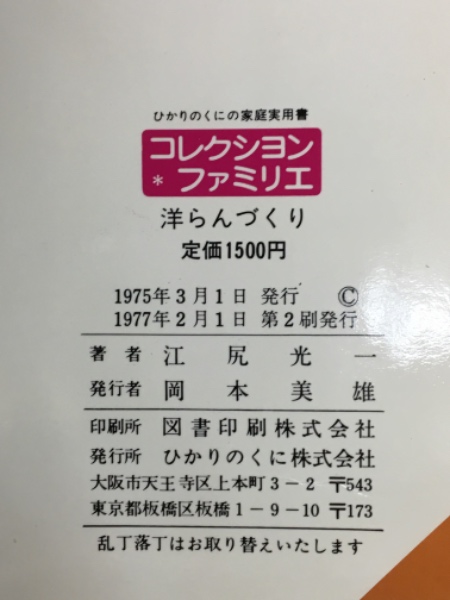 ひかりのくにの家庭実用書
コレクション
* ファミリエ
洋らんづくり
定価1500円
1975年3月1日 発行 ©
1977年2月1日 第2刷発行
著者 江尻光一
発行者 岡本美雄
印刷所 図書印刷株式会社
発行所 ひかりのくに株式会社
大阪市天王寺区上本町3-2 〒543
東京都板橋区板橋1-9-10 〒173
乱丁落丁はお取り替えいたします